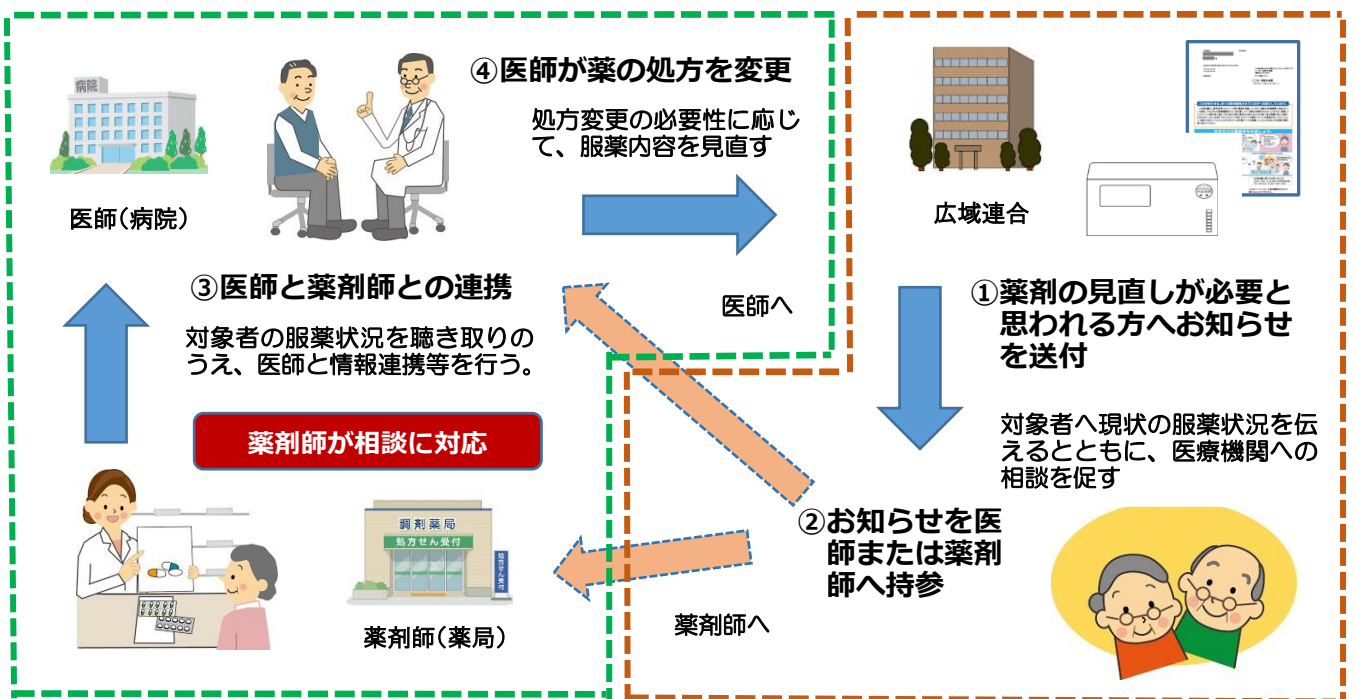 病院
医師(病院)
④医師が薬の処方を変更
処方変更の必要性に応じ
て、服薬内容を見直す
③医師と薬剤師との連携
対象者の服薬状況を聴き取りの
うえ、医師と情報連携等を行う。
薬剤師が相談に対応
調剤薬局
処方せん受付
処方せん受付
薬剤師(薬局)
医師へ
薬剤師へ
広域連合
①薬剤の見直しが必要と
思われる方へお知らせ
を送付
対象者へ現状の服薬状況を伝
えるとともに、医療機関への
相談を促す
②お知らせを医
師または薬剤
師へ持参